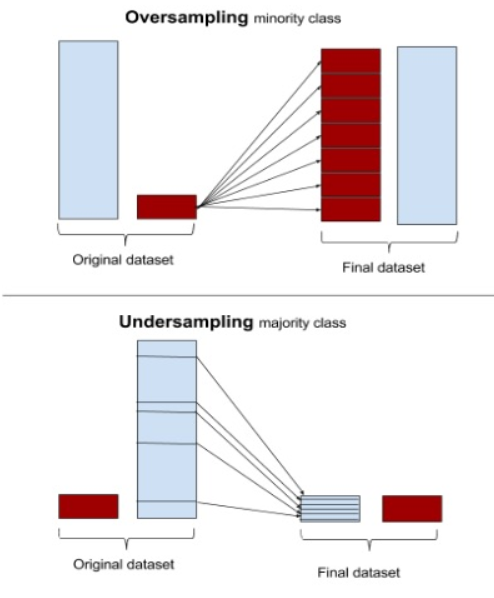 Oversampling minority class
Original dataset
Final dataset
Undersampling majority class
Original dataset
Final dataset